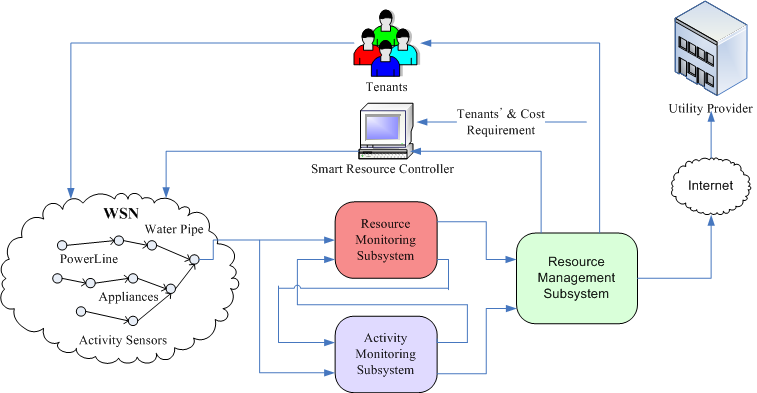 Tenants
Utility Provider
Tenants’ & Cost
Requirement
Smart Resource Controller
Internet
WSN
Water Pipe
PowerLine
Appliances
Activity Sensors
Resource
Monitoring
Subsystem
Activity
Monitoring
Subsystem
Resource
Management
Subsystem